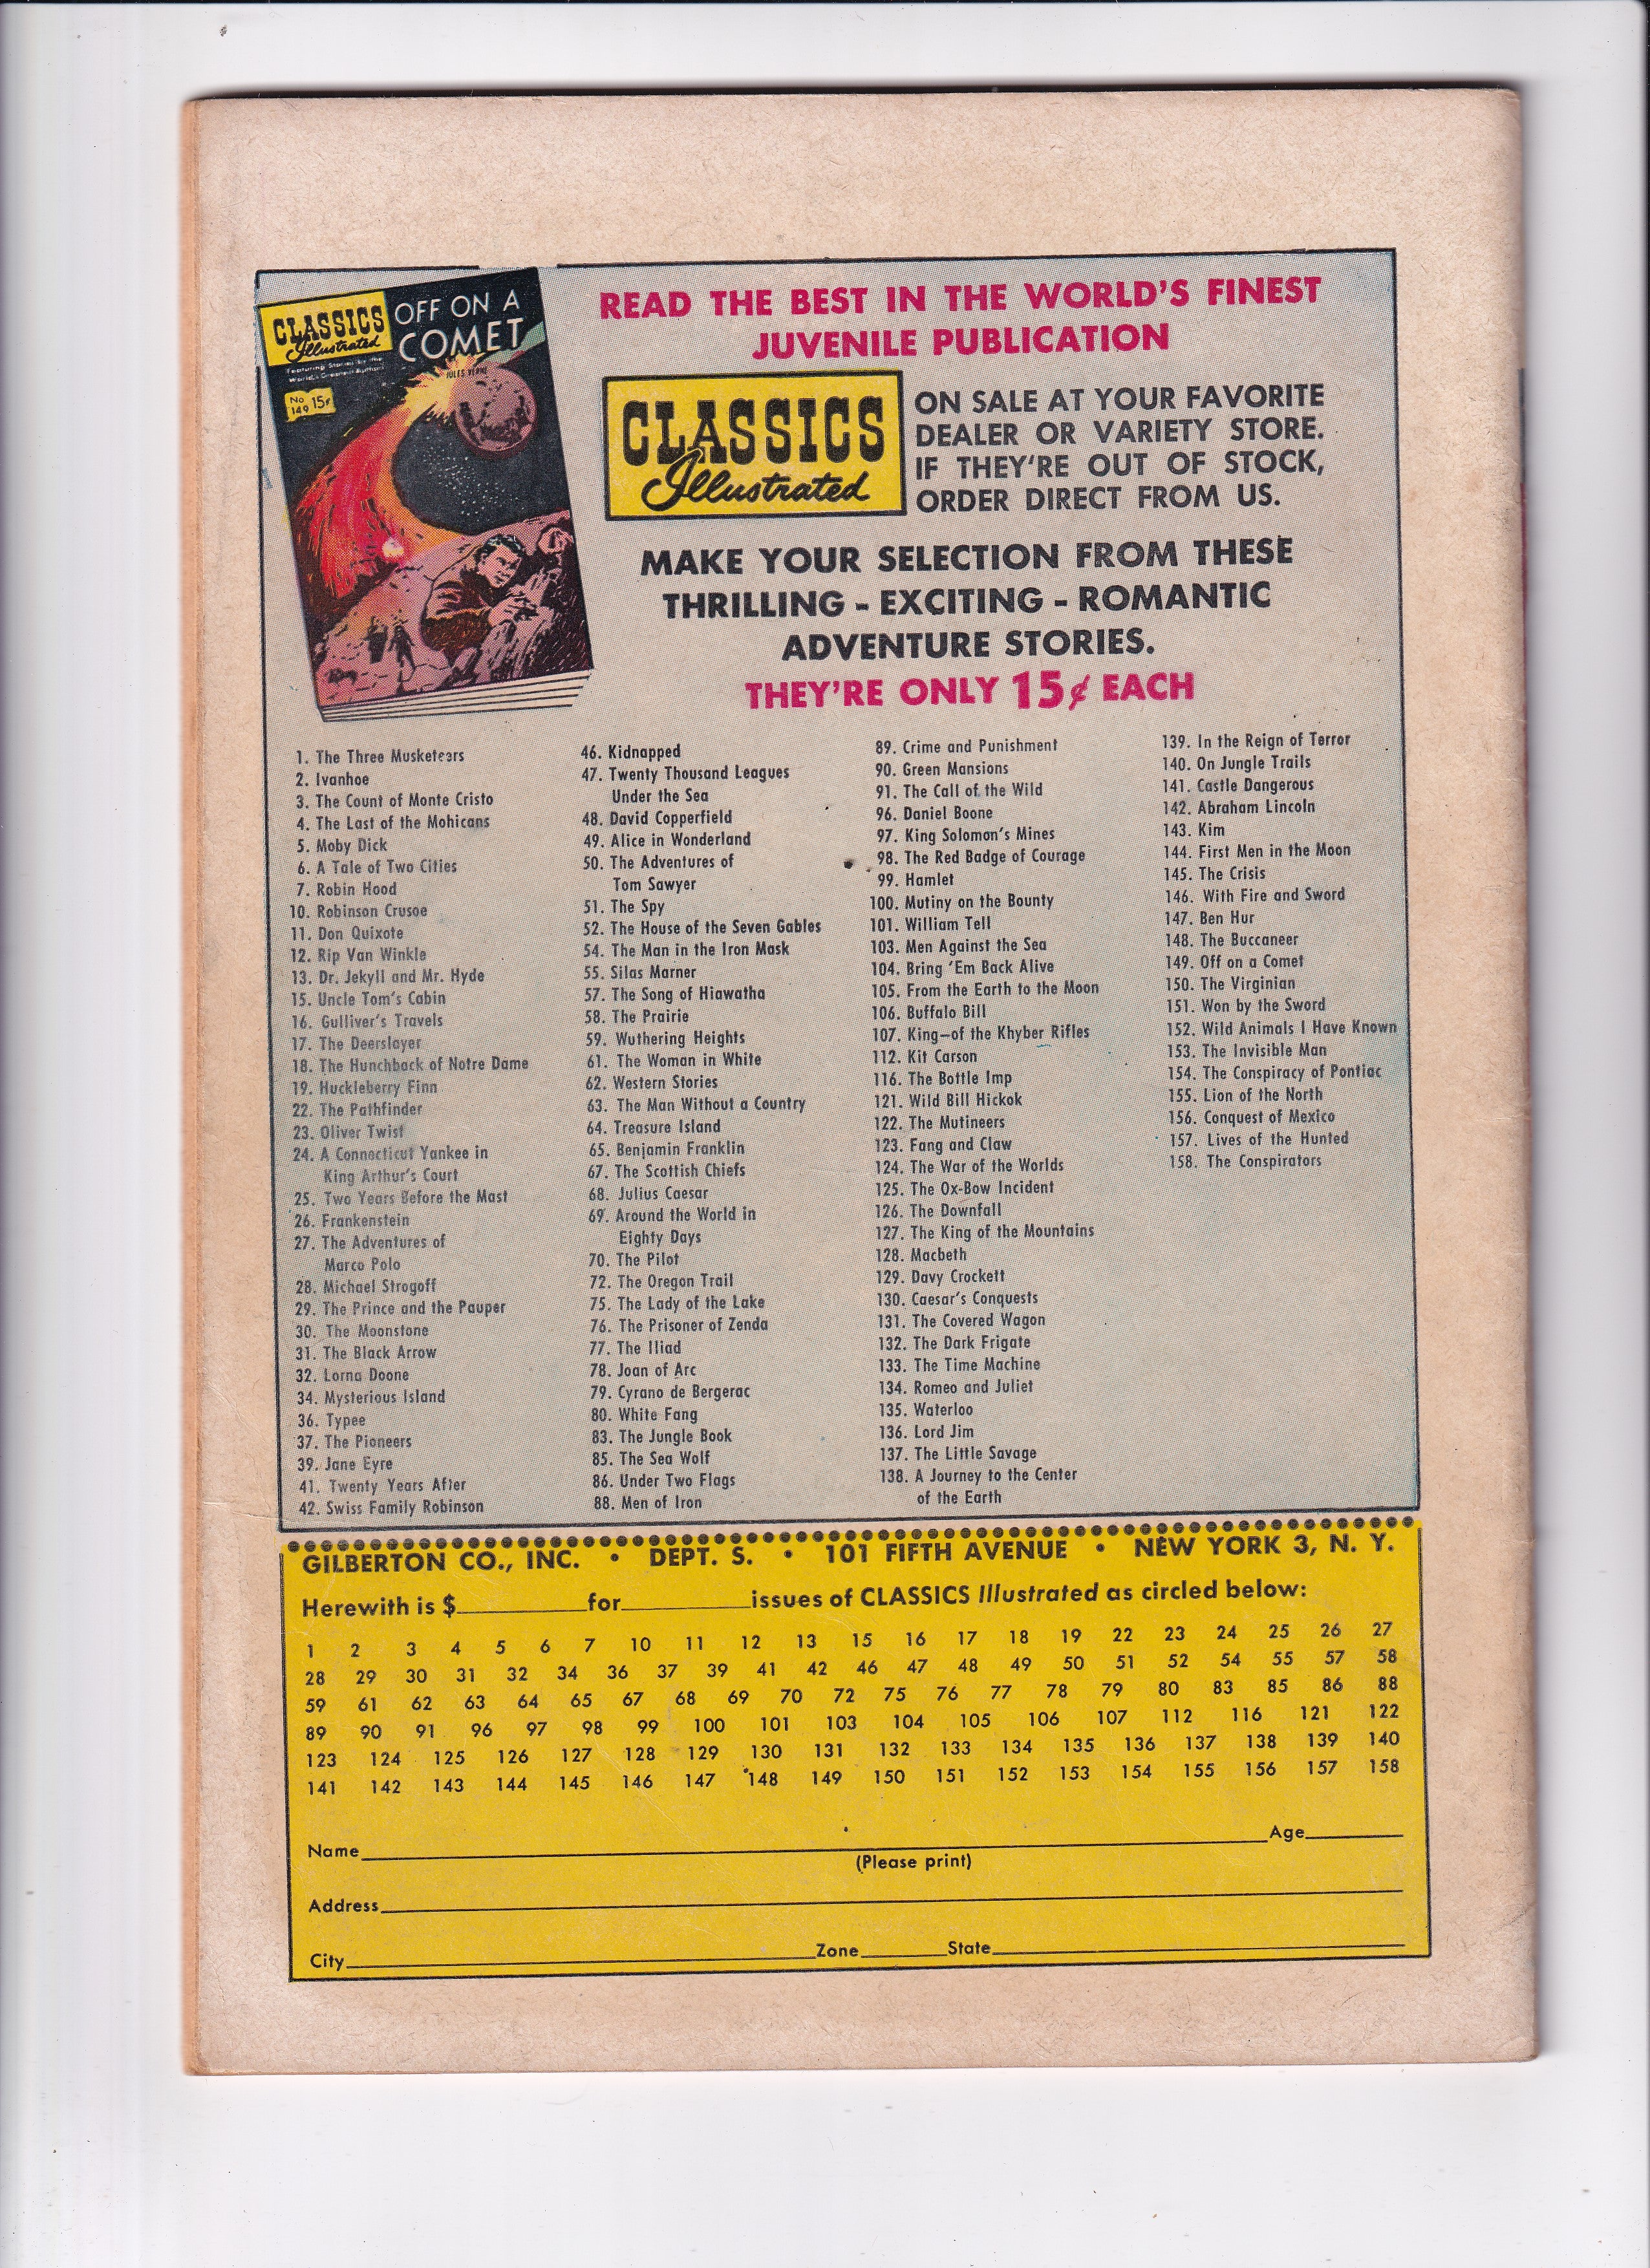 CLASSICS
Illustrated
Featuring Stories by the
World's Greatest Authors
No
149 15¢
OFF ON A
COMET
JULES VERNE
READ THE BEST IN THE WORLD'S FINEST
JUVENILE PUBLICATION
CLASSICS
Illustrated
ON SALE AT YOUR FAVORITE
DEALER OR VARIETY STORE.
IF THEY'RE OUT OF STOCK,
ORDER DIRECT FROM US.
MAKE YOUR SELECTION FROM THESE
THRILLING - EXCITING - ROMANTIC
ADVENTURE STORIES.
THEY'RE ONLY 15¢ EACH
1. The Three Musketeers
2. Ivanhoe
3. The Count of Monte Cristo
4. The Last of the Mohicans
5. Moby Dick
6. A Tale of Two Cities
7. Robin Hood
10. Robinson Crusoe
11. Don Quixote
12. Rip Van Winkle
13. Dr. Jekyll and Mr. Hyde
15. Uncle Tom's Cabin
16. Gulliver's Travels
17. The Deerslayer
18. The Hunchback of Notre Dame
19. Huckleberry Finn
22. The Pathfinder
23. Oliver Twist
24. A Connecticut Yankee in
King Arthur's Court
25. Two Years Before the Mast
26. Frankenstein
27. The Adventures of
Marco Polo
28. Michael Strogoff
29. The Prince and the Pauper
30. The Moonstone
31. The Black Arrow
32. Lorna Doone
34. Mysterious Island
36. Typee
37. The Pioneers
39. Jane Eyre
41. Twenty Years After
42. Swiss Family Robinson
46. Kidnapped
47. Twenty Thousand Leagues
Under the Sea
48. David Copperfield
49. Alice in Wonderland
50. The Adventures of
Tom Sawyer
51. The Spy
52. The House of the Seven Gables
54. The Man in the Iron Mask
55. Silas Marner
57. The Song of Hiawatha
58. The Prairie
59. Wuthering Heights
61. The Woman in White
62. Western Stories
63. The Man Without a Country
64. Treasure Island
65. Benjamin Franklin
67. The Scottish Chiefs
68. Julius Caesar
69. Around the World in
Eighty Days
70. The Pilot
72. The Oregon Trail
75. The Lady of the Lake
76. The Prisoner of Zenda
77. The Iliad
78. Joan of Arc
79. Cyrano de Bergerac
80. White Fang
83. The Jungle Book
85. The Sea Wolf
86. Under Two Flags
88. Men of Iron
89. Crime and Punishment
90. Green Mansions
91. The Call of the Wild
96. Daniel Boone
97. King Solomon's Mines
98. The Red Badge of Courage
99. Hamlet
100. Mutiny on the Bounty
101. William Tell
103. Men Against the Sea
104. Bring 'Em Back Alive
105. From the Earth to the Moon
106. Buffalo Bill
107. King—of the Khyber Rifles
112. Kit Carson
116. The Bottle Imp
121. Wild Bill Hickok
122. The Mutineers
123. Fang and Claw
124. The War of the Worlds
125. The Ox-Bow Incident
126. The Downfall
127. The King of the Mountains
128. Macbeth
129. Davy Crockett
130. Caesar's Conquests
131. The Covered Wagon
132. The Dark Frigate
133. The Time Machine
134. Romeo and Juliet
135. Waterloo
136. Lord Jim
137. The Little Savage
138. A Journey to the Center
of the Earth
139. In the Reign of Terror
140. On Jungle Trails
141. Castle Dangerous
142. Abraham Lincoln
143. Kim
144. First Men in the Moon
145. The Crisis
146. With Fire and Sword
147. Ben Hur
148. The Buccaneer
149. Off on a Comet
150. The Virginian
151. Won by the Sword
152. Wild Animals I Have Known
153. The Invisible Man
154. The Conspiracy of Pontiac
155. Lion of the North
156. Conquest of Mexico
157. Lives of the Hunted
158. The Conspirators
GILBERTON CO., INC. • DEPT. S. • 101 FIFTH AVENUE • NEW YORK 3, N. Y.
Herewith is $__________for__________issues of CLASSICS Illustrated as circled below:
1 2 3 4 5 6 7 10 11 12 13 15 16 17 18 19 22 23 24 25 26 27
28 29 30 31 32 34 36 37 39 41 42 46 47 48 49 50 51 52 54 55 57 58
59 61 62 63 64 65 67 68 69 70 72 75 76 77 78 79 80 83 85 86 88
89 90 91 96 97 98 99 100 101 103 104 105 106 107 112 116 121 122
123 124 125 126 127 128 129 130 131 132 133 134 135 136 137 138 139 140
141 142 143 144 145 146 147 148 149 150 151 152 153 154 155 156 157 158
Name__________Age__________
(Please print)
Address__________
City__________Zone__________State__________